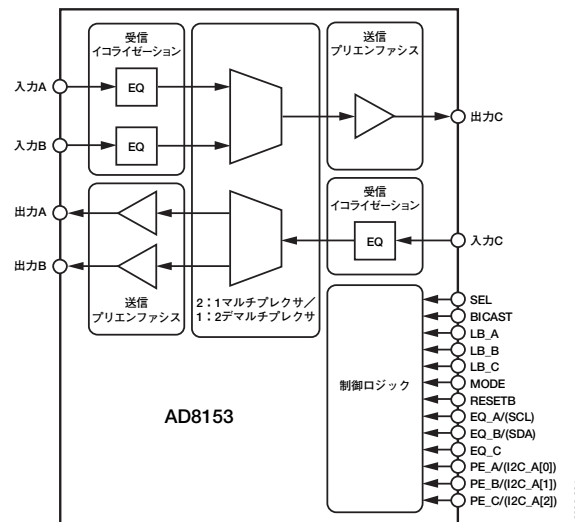 受信
イコライゼーション
送信
プリエンファシス
入力A
EQ
出力C
入力B
EQ
出力A
受信
イコライゼーション
EQ
入力C
出力B
送信
プリエンファシス
2：1マルチプレクサ／
1：2デマルチプレクサ
制御ロジック
AD8153
SEL
BICAST
LB_A
LB_B
LB_C
MODE
RESETB
EQ_A/(SCL)
EQ_B/(SDA)
EQ_C
PE_A/(I2C_A[0])
PE_B/(I2C_A[1])
PE_C/(I2C_A[2])